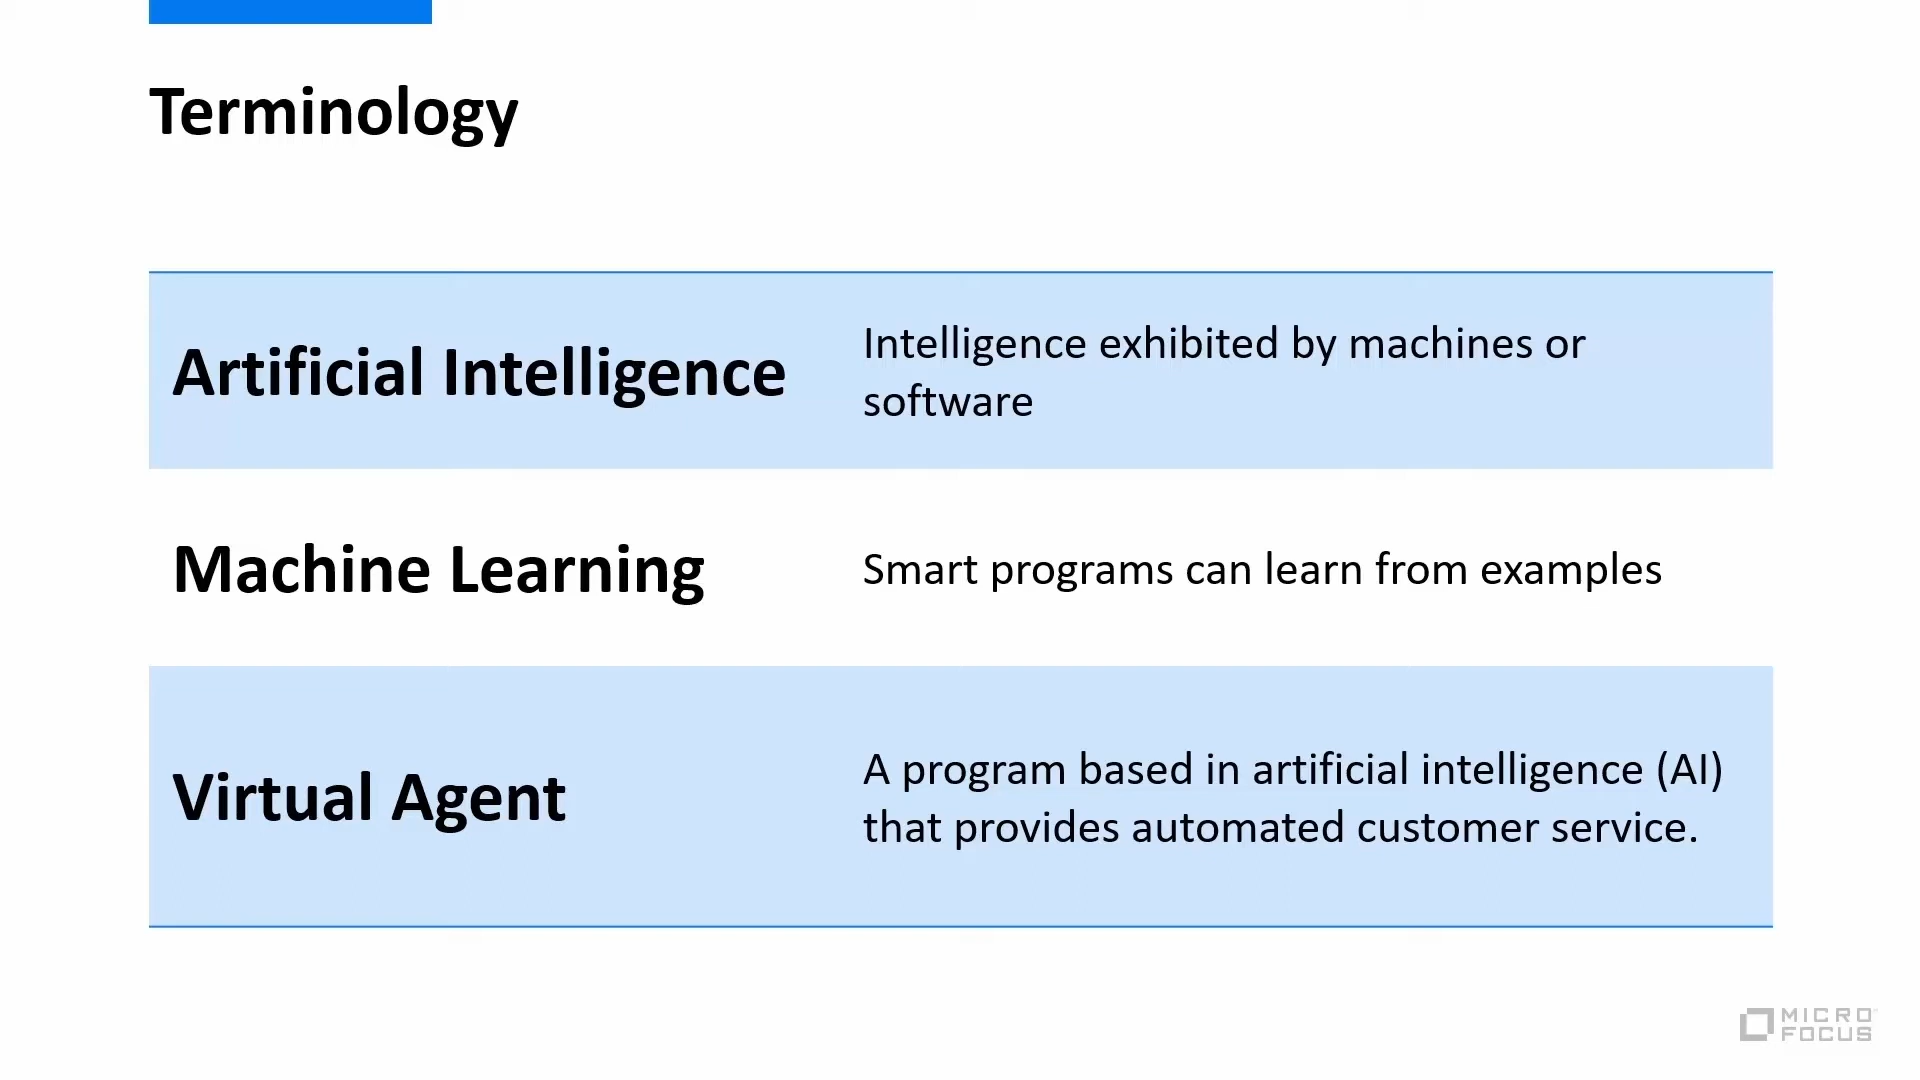 Terminology
Artificial Intelligence
Intelligence exhibited by machines or
software
Machine Learning
Smart programs can learn from examples
Virtual Agent
A program based in artificial intelligence (AI)
that provides automated customer service.
MICRO
FOCUS